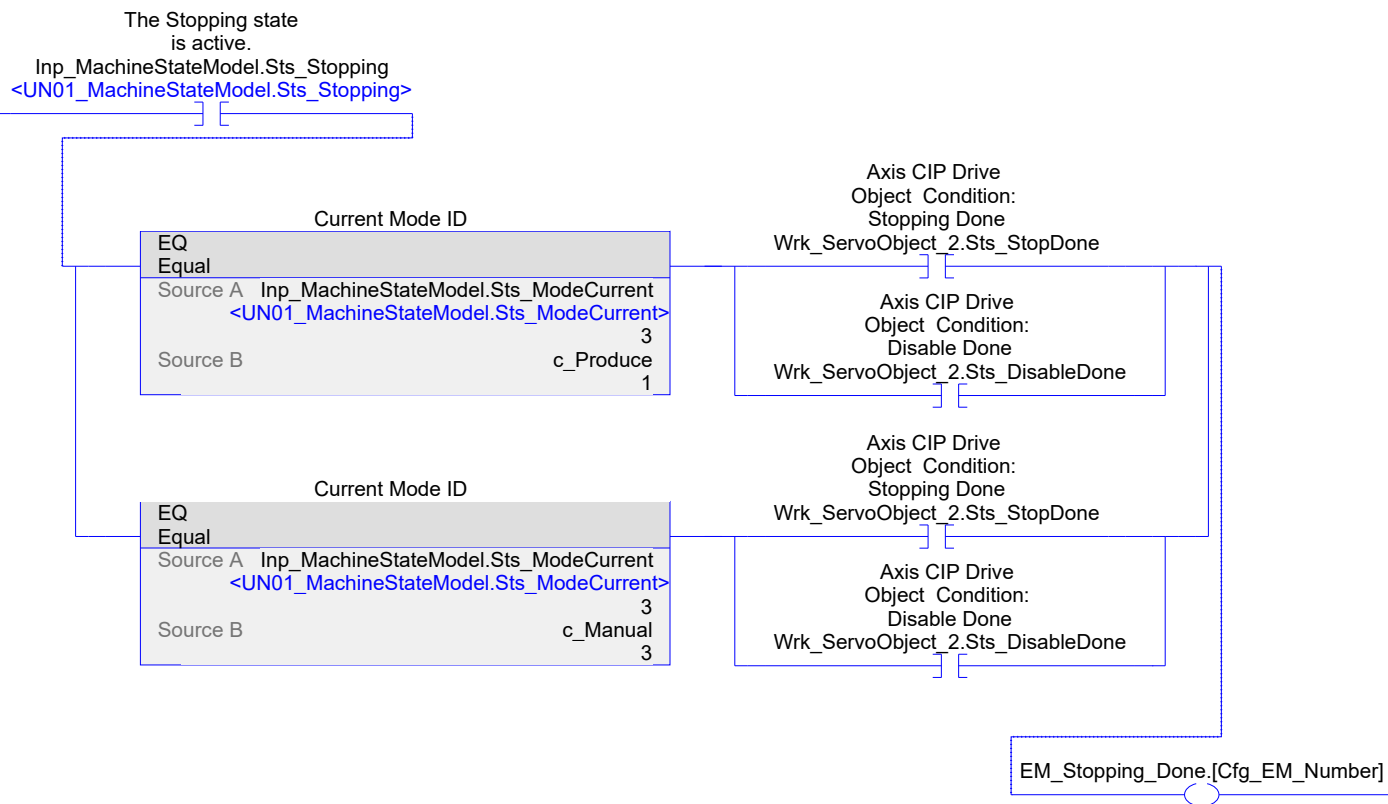 The Stopping state
is active.
Inp_MachineStateModel.Sts_Stopping
<UN01_MachineStateModel.Sts_Stopping>
Current Mode ID
EQ
Equal
Source A Inp_MachineStateModel.Sts_ModeCurrent
<UN01_MachineStateModel.Sts_ModeCurrent>
3
Source B c_Produce
1
Axis CIP Drive
Object Condition:
Stopping Done
Wrk_ServoObject_2.Sts_StopDone
Axis CIP Drive
Object Condition:
Disable Done
Wrk_ServoObject_2.Sts_DisableDone
Current Mode ID
EQ
Equal
Source A Inp_MachineStateModel.Sts_ModeCurrent
<UN01_MachineStateModel.Sts_ModeCurrent>
3
Source B c_Manual
3
Axis CIP Drive
Object Condition:
Stopping Done
Wrk_ServoObject_2.Sts_StopDone
Axis CIP Drive
Object Condition:
Disable Done
Wrk_ServoObject_2.Sts_DisableDone
EM_Stopping_Done.[Cfg_EM_Number]